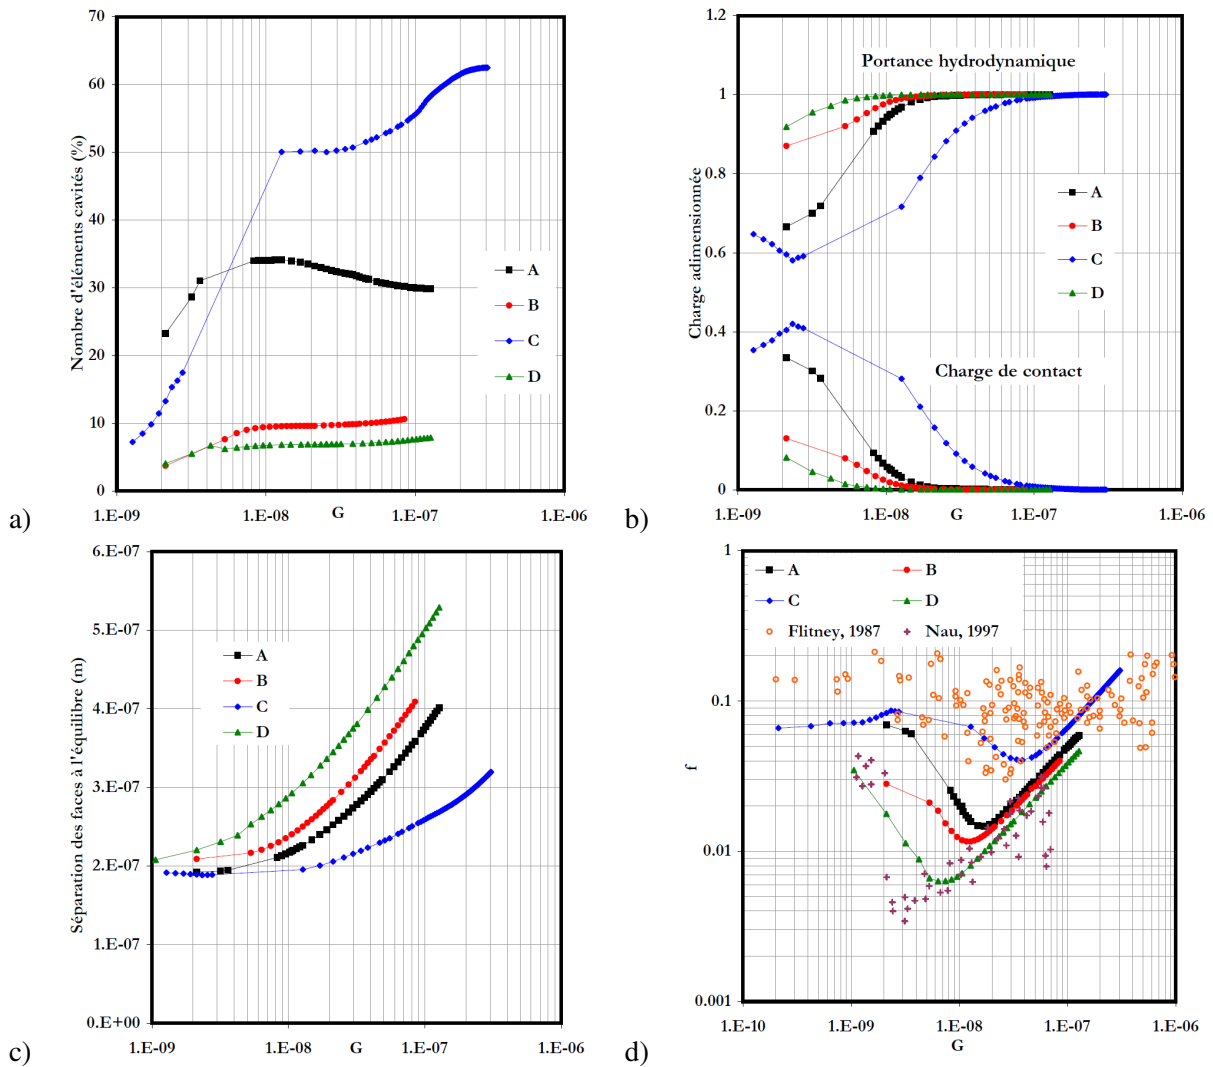 70
60
50
40
30
20
10
0
Nombre d'éléments cavités (%)
A
B
C
D
1.E-09
1.E-08
G
1.E-07
1.E-06
a)
1.2
1
0.8
0.6
0.4
0.2
0
Charge adimensionnée
Portance hydrodynamique
A
B
C
D
Charge de contact
1.E-09
1.E-08
G
1.E-07
1.E-06
b)
6.E-07
5.E-07
4.E-07
3.E-07
2.E-07
1.E-07
0.E+00
Séparation des faces à l'équilibre (m)
A
B
C
D
1.E-09
1.E-08
G
1.E-07
1.E-06
c)
1
0.1
0.01
0.001
f
A
B
C
D
Flitney, 1987
Nau, 1997
1.E-10
1.E-09
1.E-08
G
1.E-07
1.E-06
d)